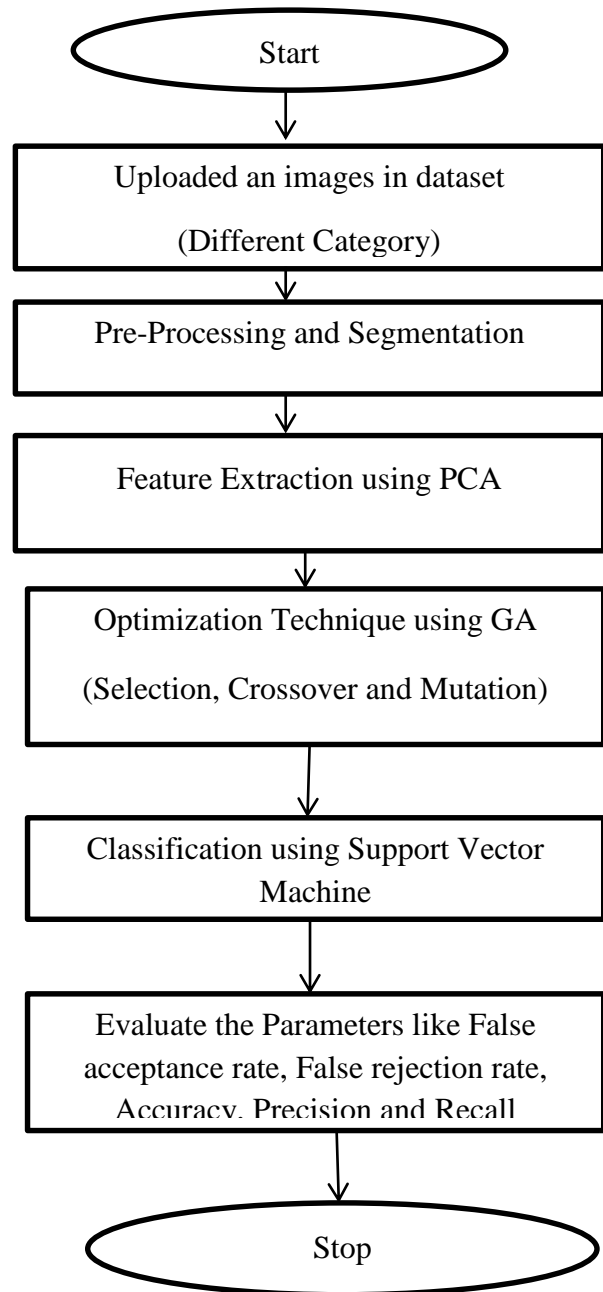 Start
Uploaded an images in dataset
(Different Category)
Pre-Processing and Segmentation
Feature Extraction using PCA
Optimization Technique using GA
(Selection, Crossover and Mutation)
Classification using Support Vector
Machine
Evaluate the Parameters like False
acceptance rate, False rejection rate,
Accuracy, Precision and Recall
Stop